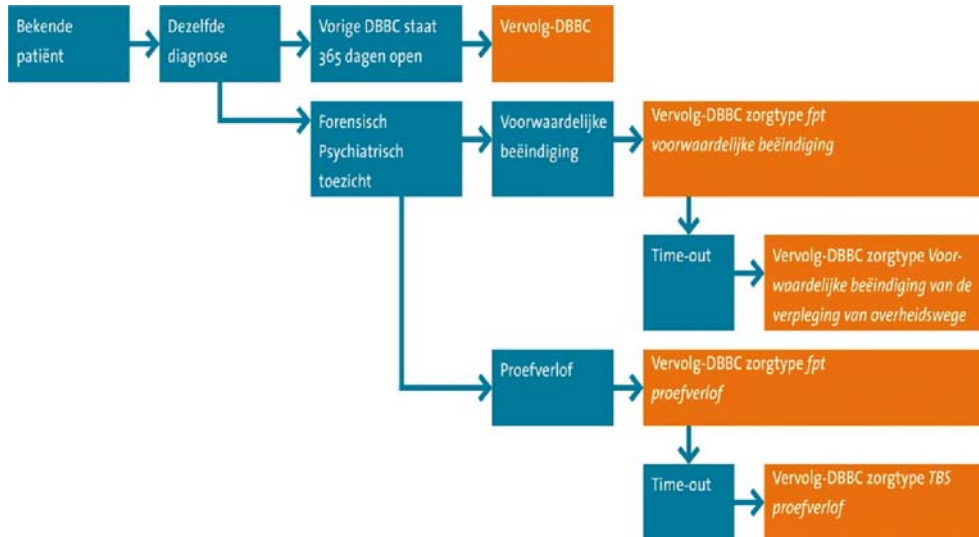 Bekende
patiënt
Dezelfde
diagnose
Vorige DBBC staat
365 dagen open
Vervolg-DBBC
Forensisch
Psychiatrisch
toezicht
Voorwaardelijke
beëindiging
Vervolg-DBBC zorgtype fpt
voorwaardelijke beëindiging
Time-out
Vervolg-DBBC zorgtype Voor-
waardelijke beëindiging van de
verpleging van overheidswege
Proefverlof
Vervolg-DBBC zorgtype fpt
proefverlof
Time-out
Vervolg-DBBC zorgtype TBS
proefverlof